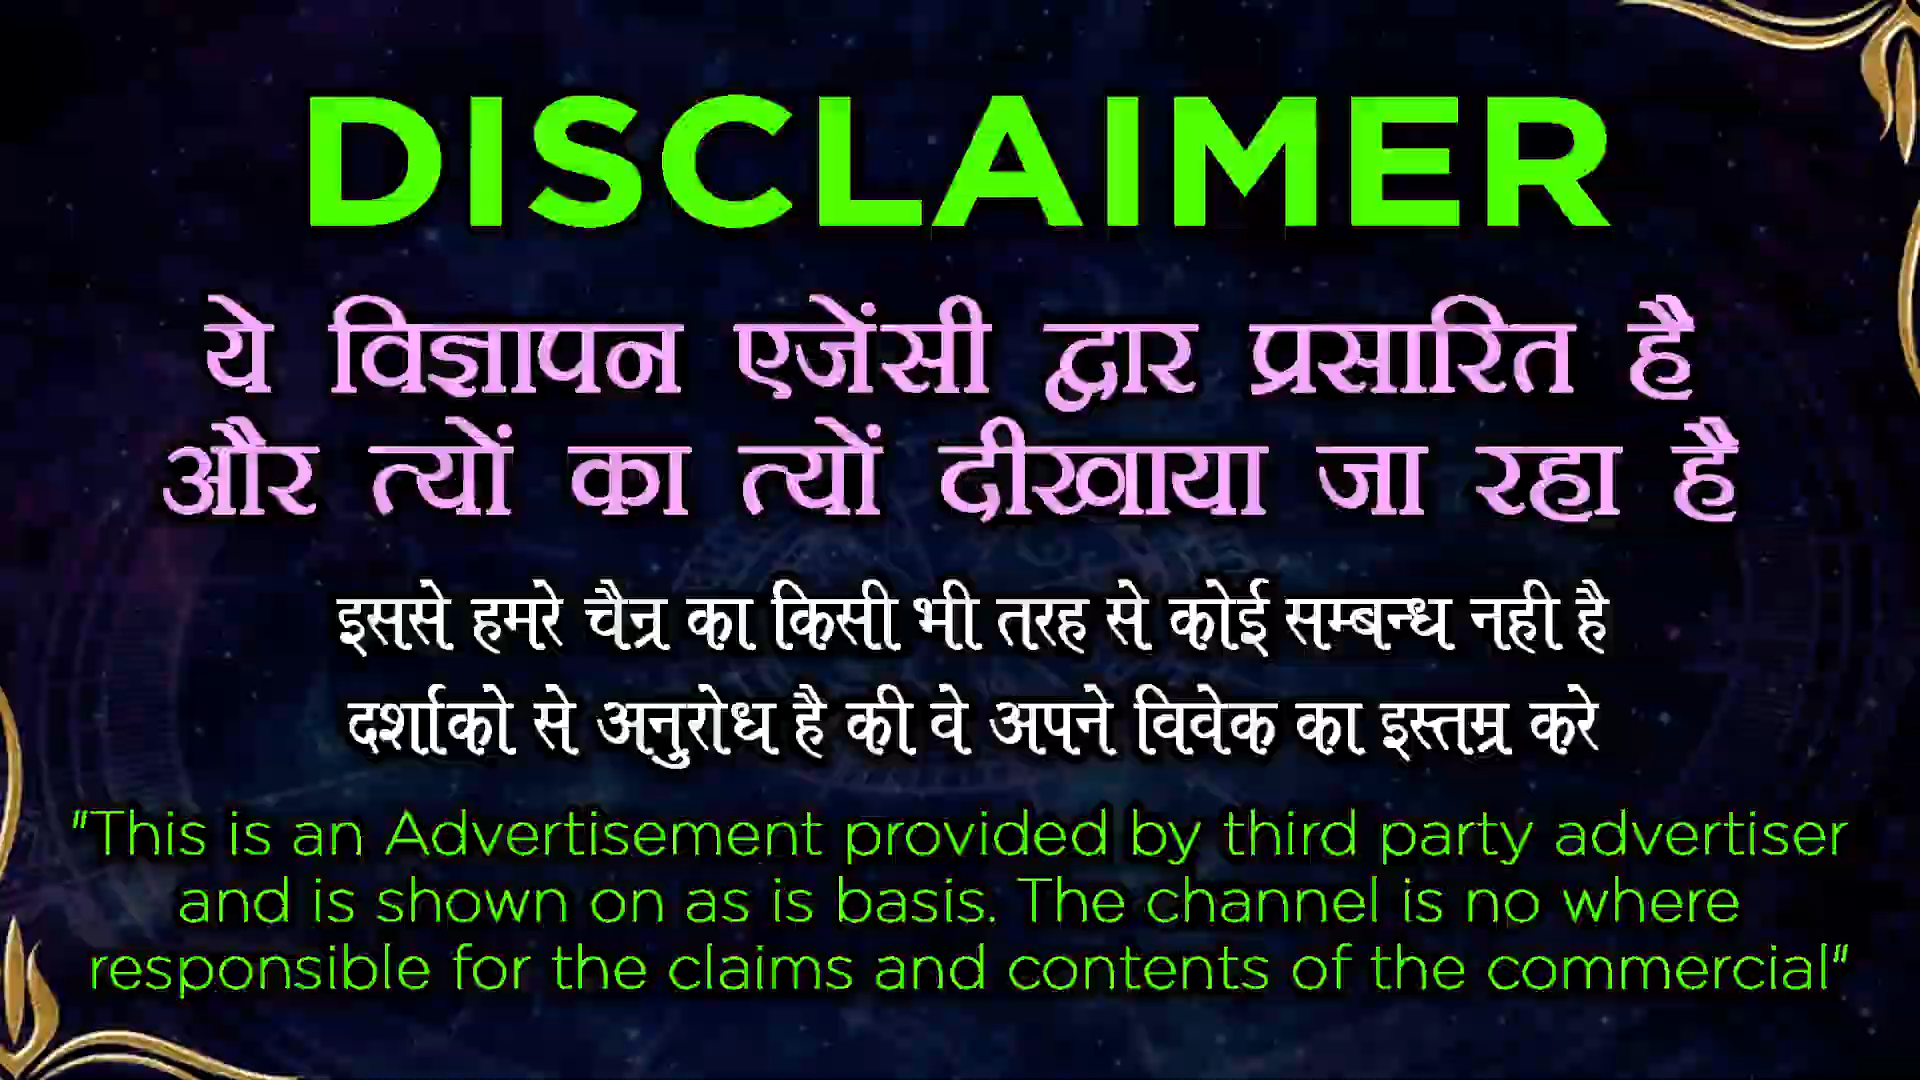 DISCLAIMER
ये विज्ञापन एजेंसी द्वार प्रसारित है
और त्यों का त्यों दीखाया जा रहा है
इससे हमरे चैन्र का किसी भी तरह से कोई सम्बन्ध नही है
दर्शाको से अनुरोध है की वे अपने विवेक का इस्तम्र करे
"This is an Advertisement provided by third party advertiser
and is shown on as is basis. The channel is no where
responsible for the claims and contents of the commercial"